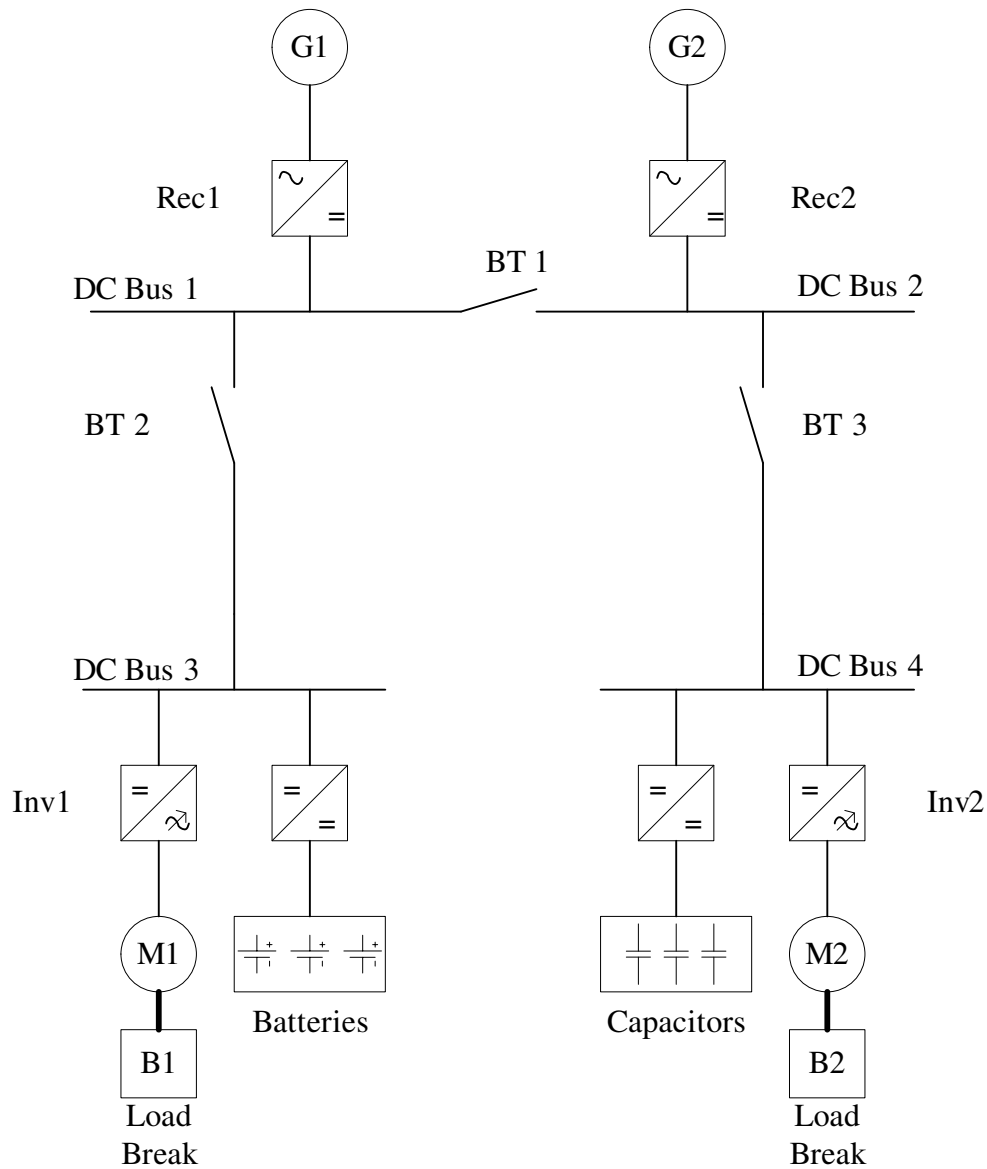 G1
G2
Rec1
Rec2
BT 1
DC Bus 1
DC Bus 2
BT 2
BT 3
DC Bus 3
DC Bus 4
Inv1
Inv2
M1
M2
Batteries
Capacitors
B1
B2
Load
Break
Load
Break